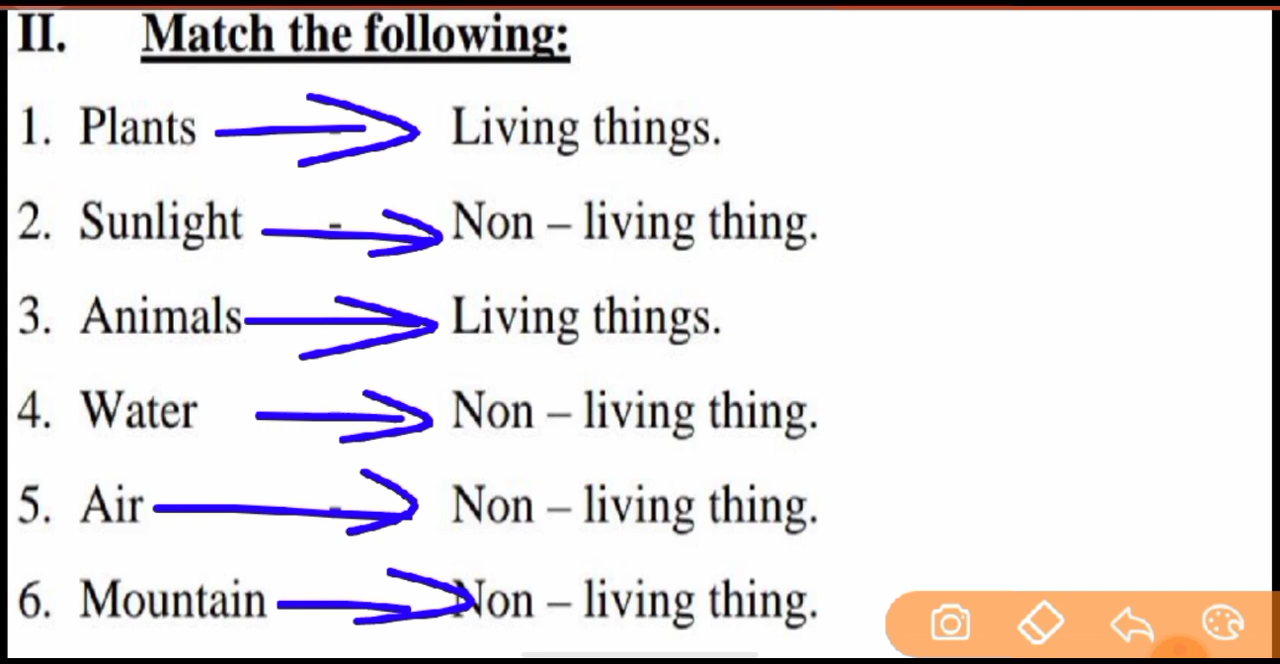 II. Match the following:
1. Plants - Living things.
2. Sunlight - Non – living thing.
3. Animals Living things.
4. Water Non – living thing.
5. Air - Non – living thing.
6. Mountain Non – living thing.